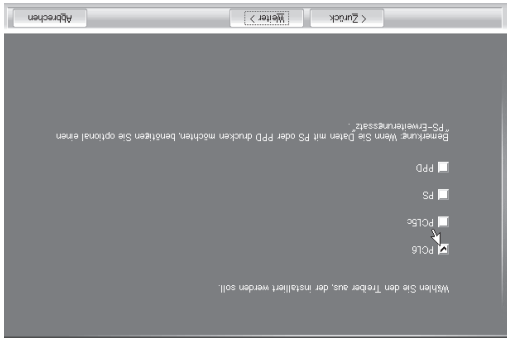 Wählen Sie den Treiber aus, der installiert werden soll.
PCL6
PCL5c
PS
PPD
Bemerkung: Wenn Sie Daten mit PS oder PPD drucken möchten, benötigen Sie optional einen
"PS-Erweiterungssatz".
< Zurück
Weiter >
Abbrechen